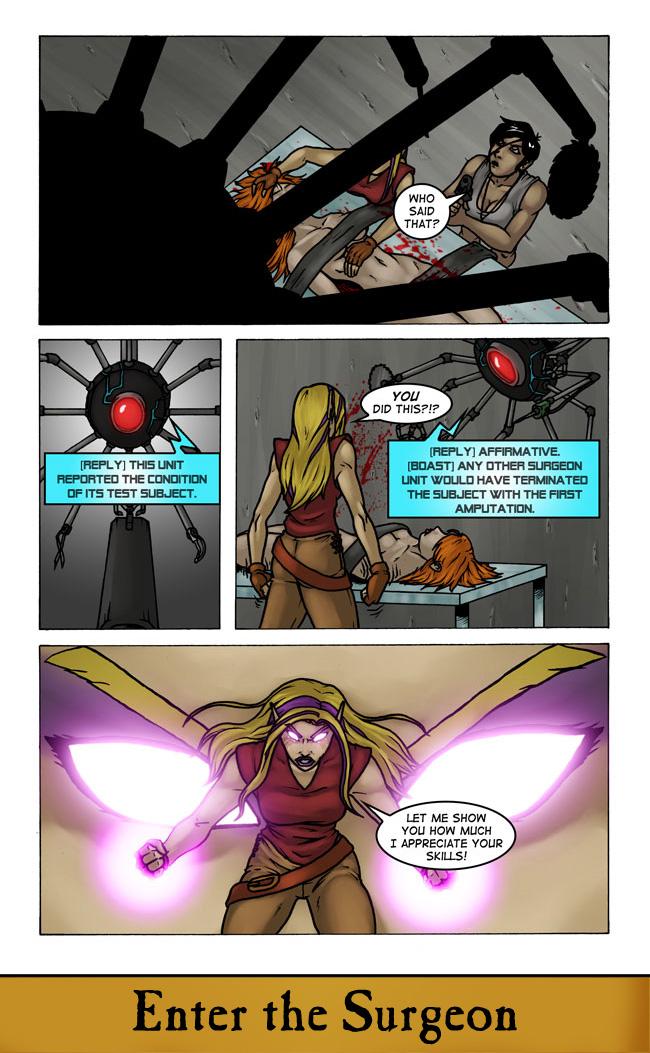 WHO
SAID
THAT?
[REPLY] THIS UNIT
REPORTED THE CONDITION
OF ITS TEST SUBJECT.
YOU
DID THIS?!?
[REPLY] AFFIRMATIVE.
[BOAST] ANY OTHER SURGEON
UNIT WOULD HAVE TERMINATED
THE SUBJECT WITH THE FIRST
AMPUTATION.
LET ME SHOW
YOU HOW MUCH
I APPRECIATE YOUR
SKILLS!
Enter the Surgeon